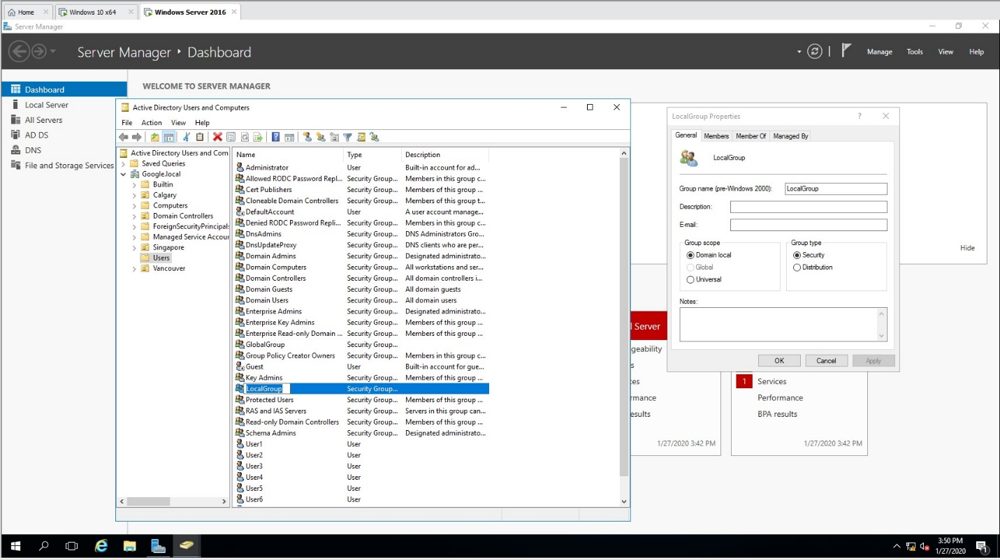 Home
Windows 10 x64
Windows Server 2016
Server Manager
Server Manager
Dashboard
Manage
Tools
View
Help
Dashboard
Local Server
All Servers
AD DS
DNS
File and Storage Services
WELCOME TO SERVER MANAGER
Active Directory Users and Computers
File Action View Help
Active Directory Users and Com
Saved Queries
Google.local
Builtin
Calgary
Computers
Domain Controllers
ForeignSecurityPrincipals
Managed Service Accour
Singapore
Users
Vancouver
Name Type Description
Administrator User Built-in account for ad...
Allowed RODC Password Repl... Security Group... Members in this group c...
Cert Publishers Security Group... Members of this group ...
Cloneable Domain Controllers Security Group... Members of this group t...
DefaultAccount User A user account manage...
Denied RODC Password Repli... Security Group... Members in this group c...
DnsAdmins Security Group... DNS Administrators Gro...
DnsUpdateProxy Security Group... DNS clients who are per...
Domain Admins Security Group... Designated administrato...
Domain Computers Security Group... All workstations and ser...
Domain Controllers Security Group... All domain controllers i...
Domain Guests Security Group... All domain guests
Domain Users Security Group... All domain users
Enterprise Admins Security Group... Designated administrato...
Enterprise Key Admins Security Group... Members of this group ...
Enterprise Read-only Domain ... Security Group... Members of this group ...
GlobalGroup Security Group...
Group Policy Creator Owners Security Group... Members in this group c...
Guest User Built-in account for gue...
Key Admins Security Group... Members of this group ...
LocalGroup Security Group...
Protected Users Security Group... Members of this group ...
RAS and IAS Servers Security Group... Servers in this group can...
Read-only Domain Controllers Security Group... Members of this group ...
Schema Admins Security Group... Designated administrato...
User1 User
User2 User
User3 User
User4 User
User5 User
User6 User
LocalGroup Properties
?
General Members Member Of Managed By
LocalGroup
Group name (pre-Windows 2000): LocalGroup
Description:
E-mail:
Group scope
Domain local
Global
Universal
Group type
Security
Distribution
Notes:
OK Cancel Apply
Hide
l Server
geability
s
ces
rmance
esults
1/27/2020 3:42 PM
1 Services
Performance
BPA results
1/27/2020 3:42 PM
3:50 PM
1/27/2020
1